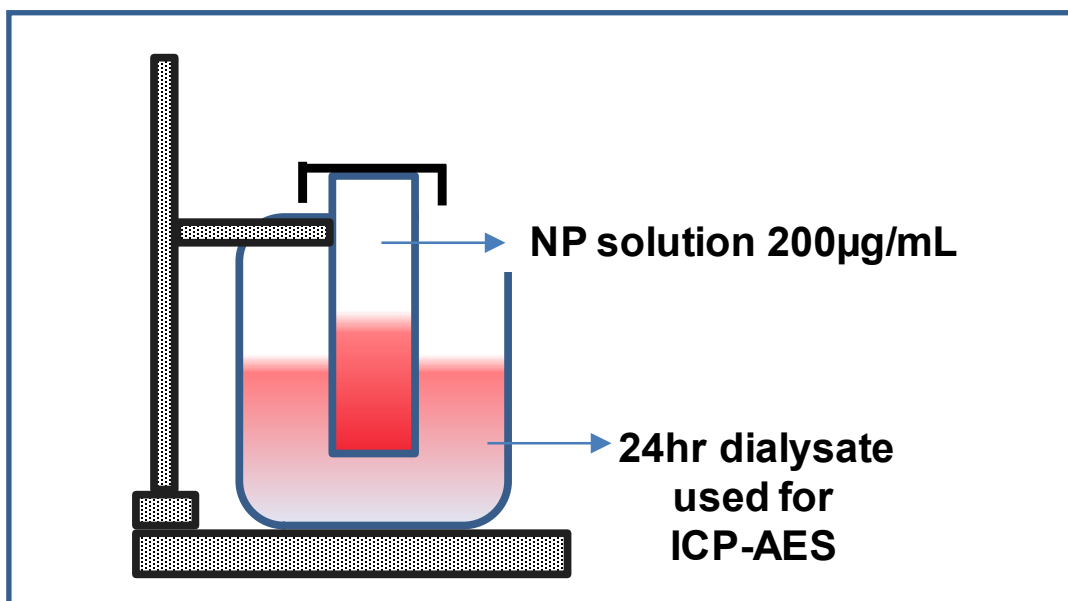 NP solution 200µg/mL
24hr dialysate
used for
ICP-AES